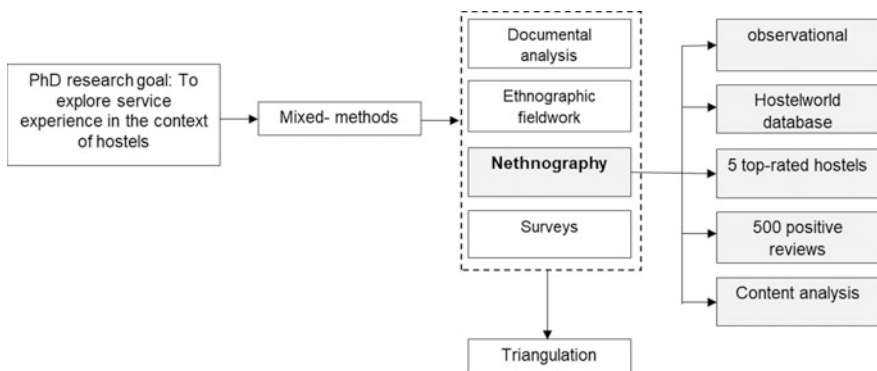 PhD research goal: To
explore service
experience in the context
of hostels
Mixed- methods
Documental
analysis
Ethnographic
fieldwork
Nethnography
Surveys
Triangulation
observational
Hostelworld
database
5 top-rated hostels
500 positive
reviews
Content analysis